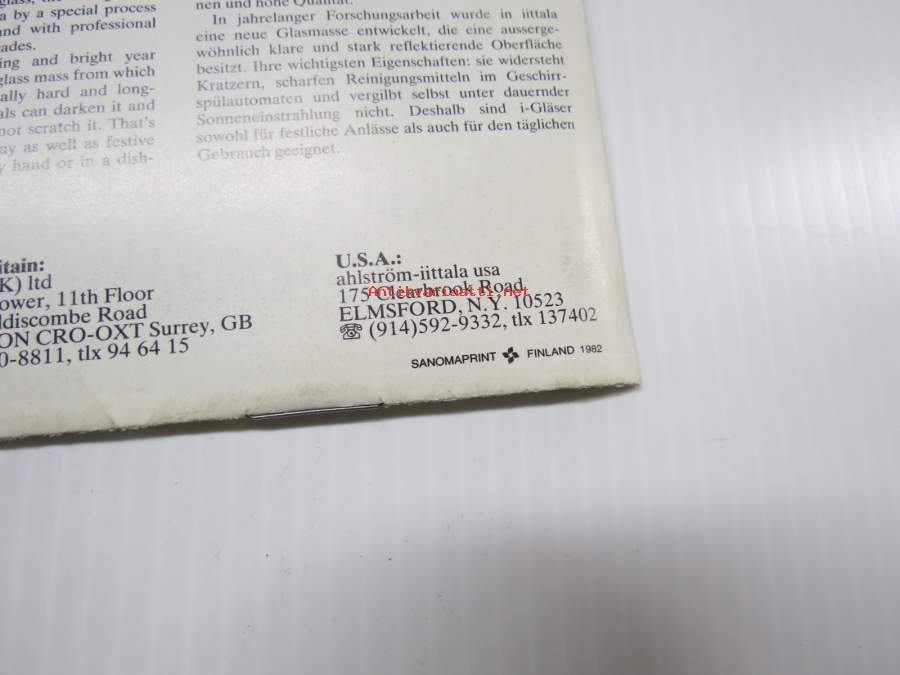 a by a special process
and with professional
ades.
ing and bright year
glass mass from which
ally hard and long-
als can darken it and
not scratch it. That's
ay as well as festive
y hand or in a dish-
nen und hohe Qualität.
In jahrelanger Forschungsarbeit wurde in iittala
eine neue Glasmasse entwickelt, die eine ausserge-
wöhnlich klare und stark reflektierende Oberfläche
besitzt. Ihre wichtigsten Eigenschaften: sie widersteht
Kratzern, scharfen Reinigungsmitteln im Geschirr-
spülautomaten und vergilbt selbst unter dauernder
Sonneneinstrahlung nicht. Deshalb sind i-Gläser
sowohl für festliche Anlässe als auch für den täglichen
Gebrauch geeignet.
itain:
K) ltd
ower, 11th Floor
ldiscombe Road
ON CRO-OXT Surrey, GB
0-8811, tlx 94 64 15
U.S.A.:
ahlström-iittala usa
175 Clearbrook Road
ELMSFORD, N.Y. 10523
☎ (914)592-9332, tlx 137402
Antikvariaatti.net
SANOMAPRINT FINLAND 1982